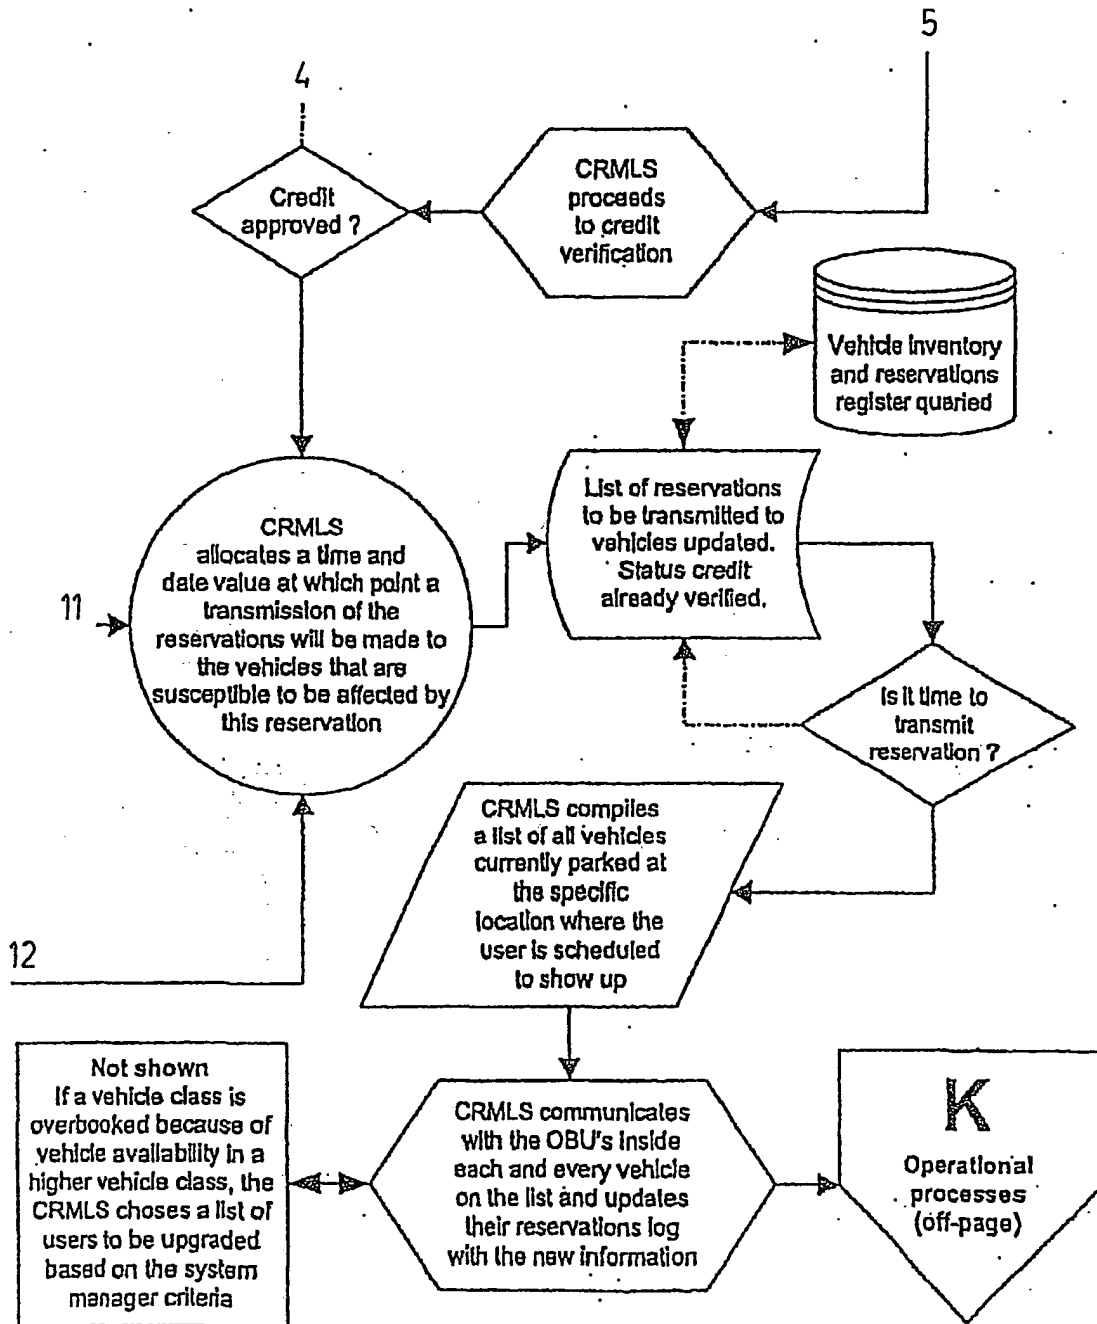 5
4
CRMLS
proceeds
to credit
verification
Credit
approved ?
Vehicle inventory
and reservations
register queried
List of reservations
to be transmitted to
vehicles updated.
Status credit
already verified.
CRMLS
allocates a time and
date value at which point a
transmission of the
reservations will be made to
the vehicles that are
susceptible to be affected by
this reservation
11
Is it time to
transmit
reservation ?
CRMLS compiles
a list of all vehicles
currently parked at
the specific
location where the
user is scheduled
to show up
12
Not shown
If a vehicle class is
overbooked because of
vehicle availability in a
higher vehicle class, the
CRMLS choses a list of
users to be upgraded
based on the system
manager criteria
CRMLS communicates
with the OBU's inside
each and every vehicle
on the list and updates
their reservations log
with the new information
K
Operational
processes
(off-page)